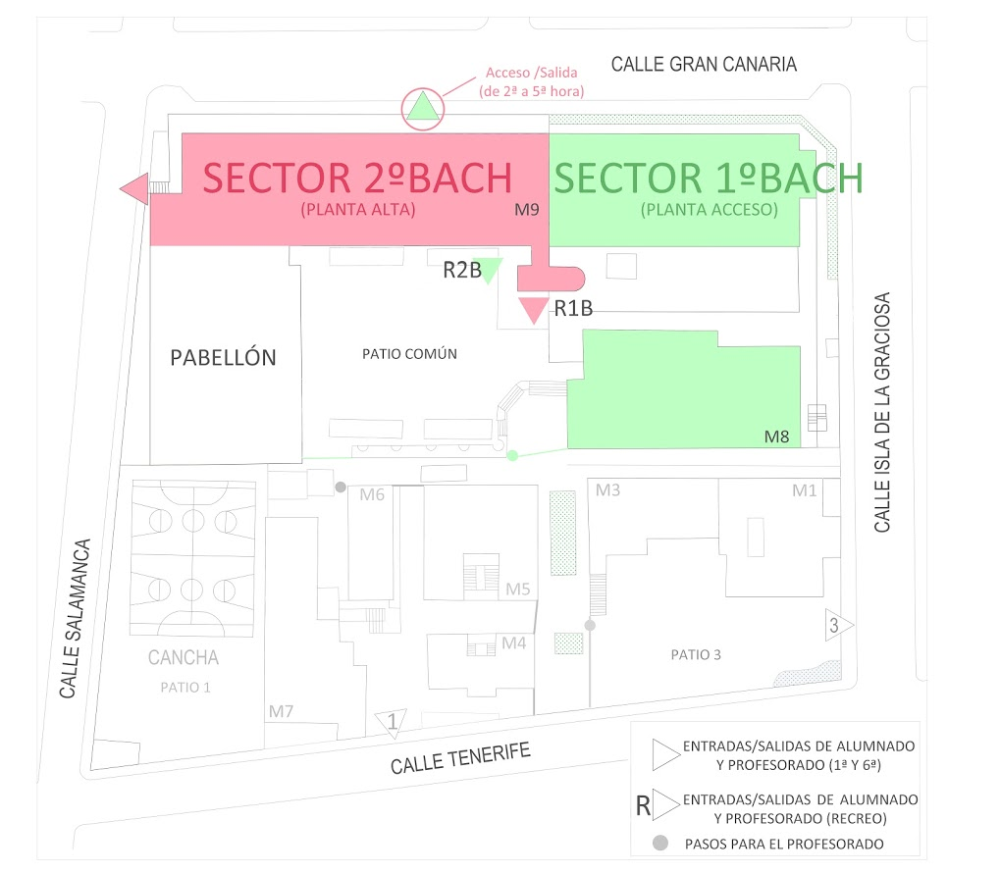 CALLE GRAN CANARIA
Acceso /Salida
(de 2ª a 5ª hora)
SECTOR 2ºBACH
(PLANTA ALTA)
M9
SECTOR 1ºBACH
(PLANTA ACCESO)
R2B
R1B
PABELLÓN
PATIO COMÚN
CALLE ISLA DE LA GRACIOSA
M8
M6
M3
M1
CALLE SALAMANCA
M5
M4
3
CANCHA
PATIO 1
PATIO 3
M7
1
CALLE TENERIFE
ENTRADAS/SALIDAS DE ALUMNADO
Y PROFESORADO (1ª Y 6ª)
R
ENTRADAS/SALIDAS DE ALUMNADO
Y PROFESORADO (RECREO)
PASOS PARA EL PROFESORADO